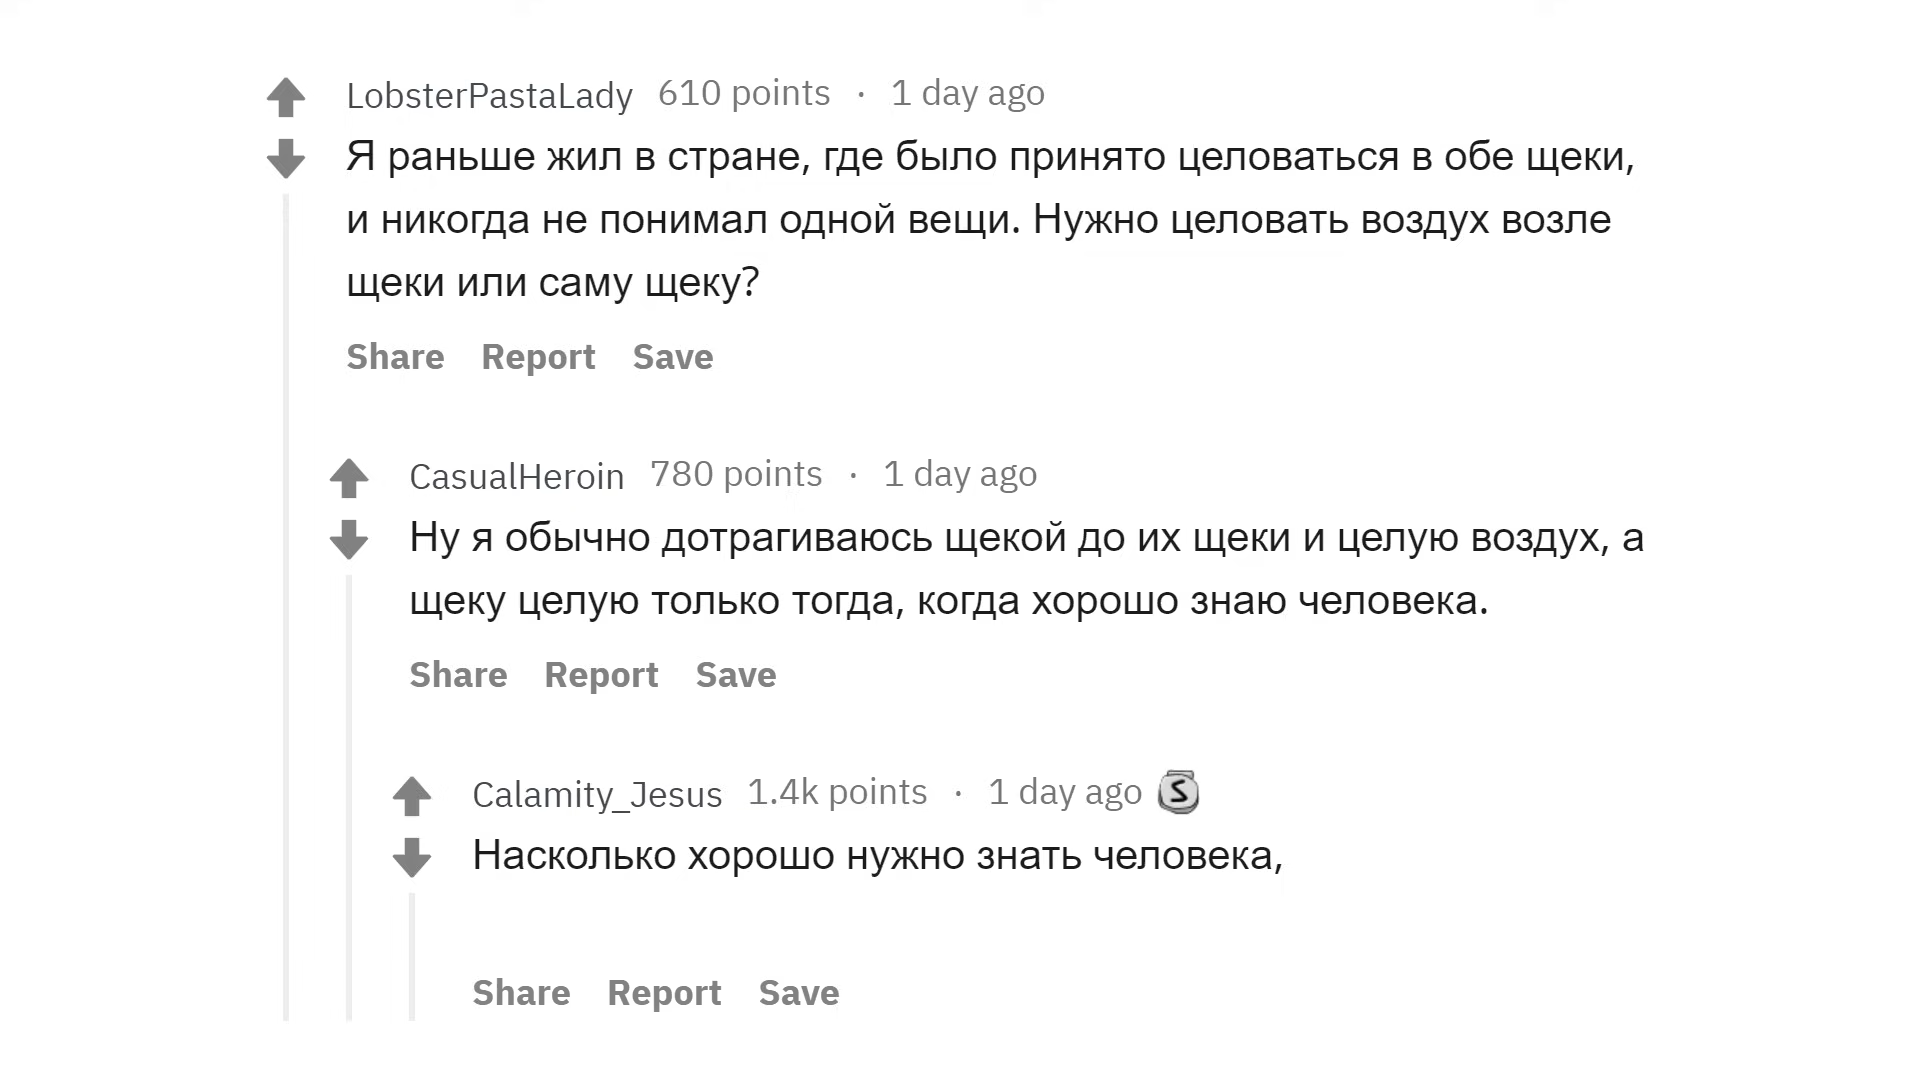 LobsterPastaLady 610 points · 1 day ago
Я раньше жил в стране, где было принято целоваться в обе щеки,
и никогда не понимал одной вещи. Нужно целовать воздух возле
щеки или саму щеку?
Share Report Save
CasualHeroin 780 points · 1 day ago
Ну я обычно дотрагиваюсь щекой до их щеки и целую воздух, а
щеку целую только тогда, когда хорошо знаю человека.
Share Report Save
Calamity_Jesus 1.4k points · 1 day ago S
Насколько хорошо нужно знать человека,
Share Report Save